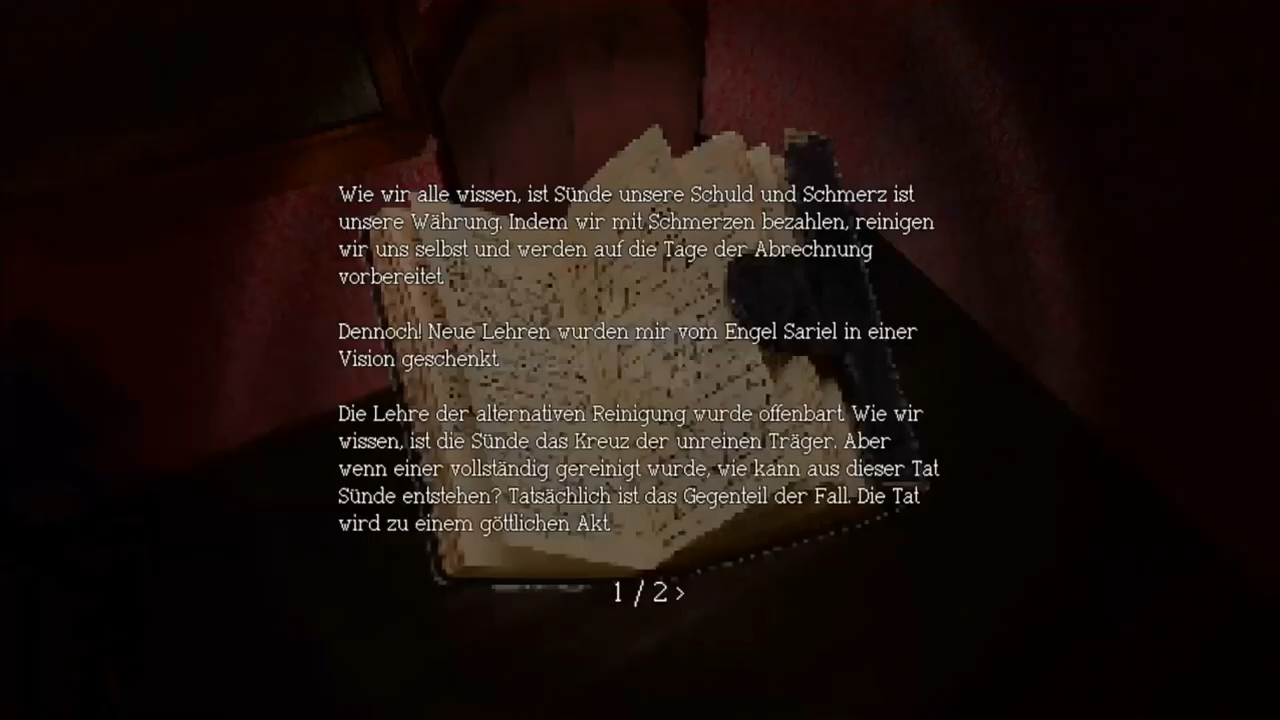 Wie wir alle wissen, ist Sünde unsere Schuld und Schmerz ist
unsere Währung. Indem wir mit Schmerzen bezahlen, reinigen
wir uns selbst und werden auf die Tage der Abrechnung
vorbereitet.
Dennoch! Neue Lehren wurden mir vom Engel Sariel in einer
Vision geschenkt.
Die Lehre der alternativen Reinigung wurde offenbart. Wie wir
wissen, ist die Sünde das Kreuz der unreinen Träger. Aber
wenn einer vollständig gereinigt wurde, wie kann aus dieser Tat
Sünde entstehen? Tatsächlich ist das Gegenteil der Fall. Die Tat
wird zu einem göttlichen Akt.
1 / 2 >